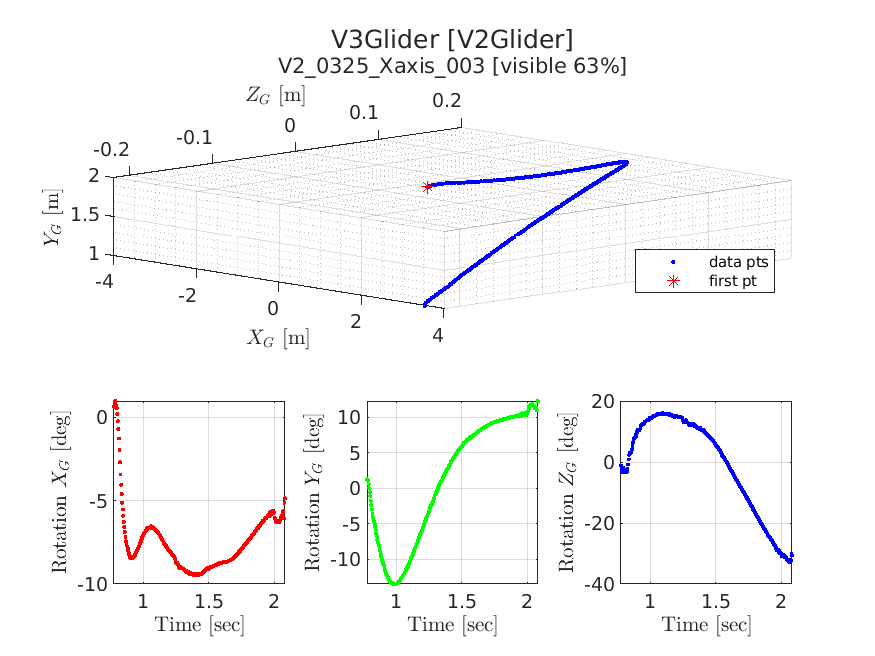 V3Glider [V2Glider]
V2_0325_Xaxis_003 [visible 63%]
Z_G [m]
-0.2 -0.1 0 0.1 0.2
Y_G [m]
2
1.5
1
-4 -2 0 2 4
X_G [m]
data pts
first pt
Rotation X_G [deg]
0
-5
-10
1 1.5 2
Time [sec]
Rotation Y_G [deg]
10
5
0
-5
-10
1 1.5 2
Time [sec]
Rotation Z_G [deg]
20
0
-20
-40
1 1.5 2
Time [sec]